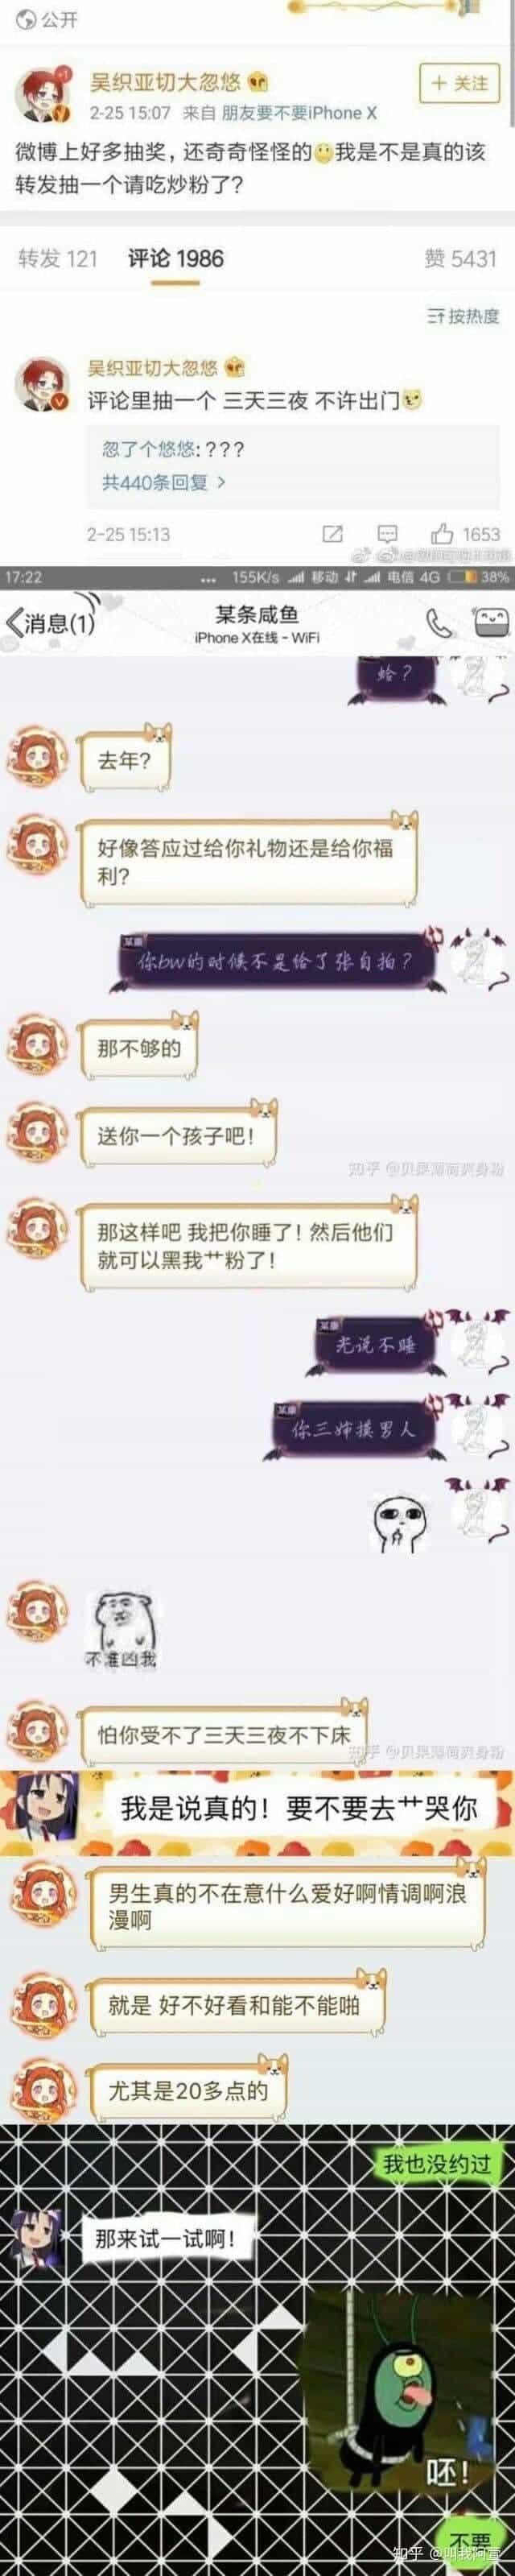 公开
吴织亚切大忽悠
+ 关注
2-25 15:07 来自 朋友要不要iPhone X
微博上好多抽奖，还奇奇怪怪的我是不是真的该
转发抽一个请吃炒粉了?
转发 121 评论 1986 赞 5431
按热度
吴织亚切大忽悠
评论里抽一个 三天三夜 不许出门
忽了个悠悠: ? ? ?
共440条回复 >
2-25 15:13 1653
17:22 ... 155K/s 移动 电信 4G 38%
消息(1) 某条咸鱼
iPhone X在线 - WiFi
蛤？
去年?
好像答应过给你礼物还是给你福
利?
你bw的时候不是给了张自拍？
那不够的
送你一个孩子吧!
知乎 @贝果薄荷爽身粉
那这样吧 我把你睡了! 然后他们
就可以黑我艹粉了!
光说不睡
你三姉摸男人
不准凶我
怕你受不了三天三夜不下床
知乎 @贝果薄荷爽身粉
我是说真的！要不要去艹哭你
男生真的不在意什么爱好啊情调啊浪
漫啊
就是 好不好看和能不能啪
尤其是20多点的
我也没约过
那来试一试啊!
呸!
不要
知乎 @叫我阿萱